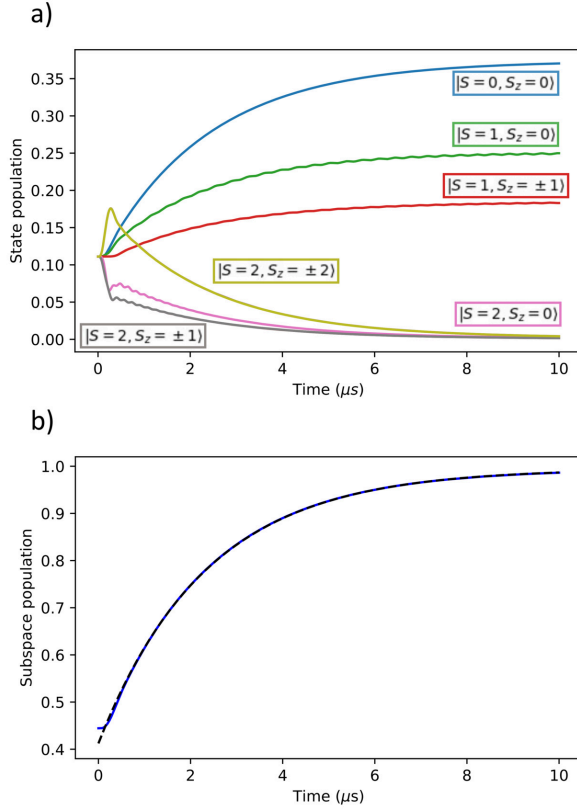 a)
State population
0.35
0.30
0.25
0.20
0.15
0.10
0.05
0.00
|S = 0, S_z = 0⟩
|S = 1, S_z = 0⟩
|S = 1, S_z = ± 1⟩
|S = 2, S_z = ± 2⟩
|S = 2, S_z = 0⟩
|S = 2, S_z = ± 1⟩
0 2 4 6 8 10
Time (μs)
b)
Subspace population
1.0
0.9
0.8
0.7
0.6
0.5
0.4
0 2 4 6 8 10
Time (μs)